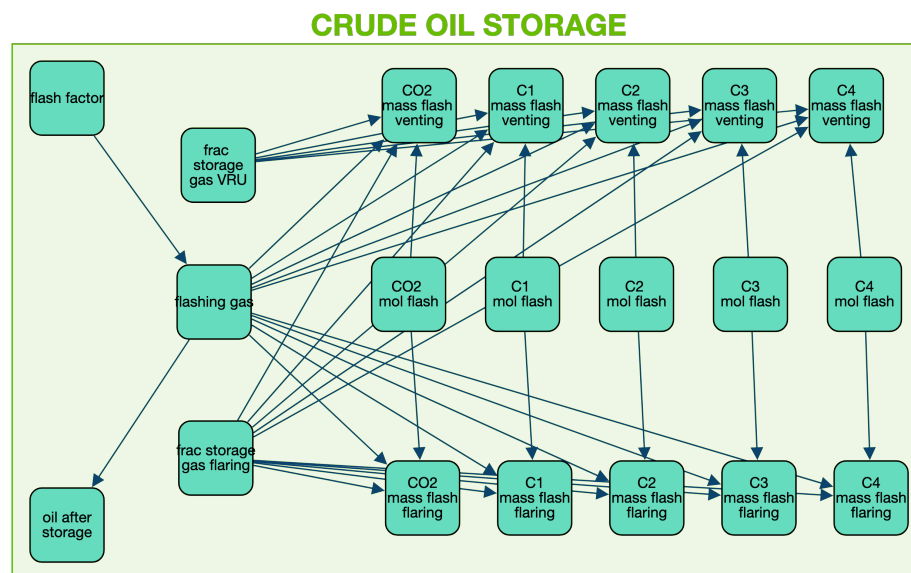 CRUDE OIL STORAGE
flash factor
CO2
mass flash
venting
C1
mass flash
venting
C2
mass flash
venting
C3
mass flash
venting
C4
mass flash
venting
frac
storage
gas VRU
flashing gas
CO2
mol flash
C1
mol flash
C2
mol flash
C3
mol flash
C4
mol flash
frac storage
gas flaring
oil after
storage
CO2
mass flash
flaring
C1
mass flash
flaring
C2
mass flash
flaring
C3
mass flash
flaring
C4
mass flash
flaring